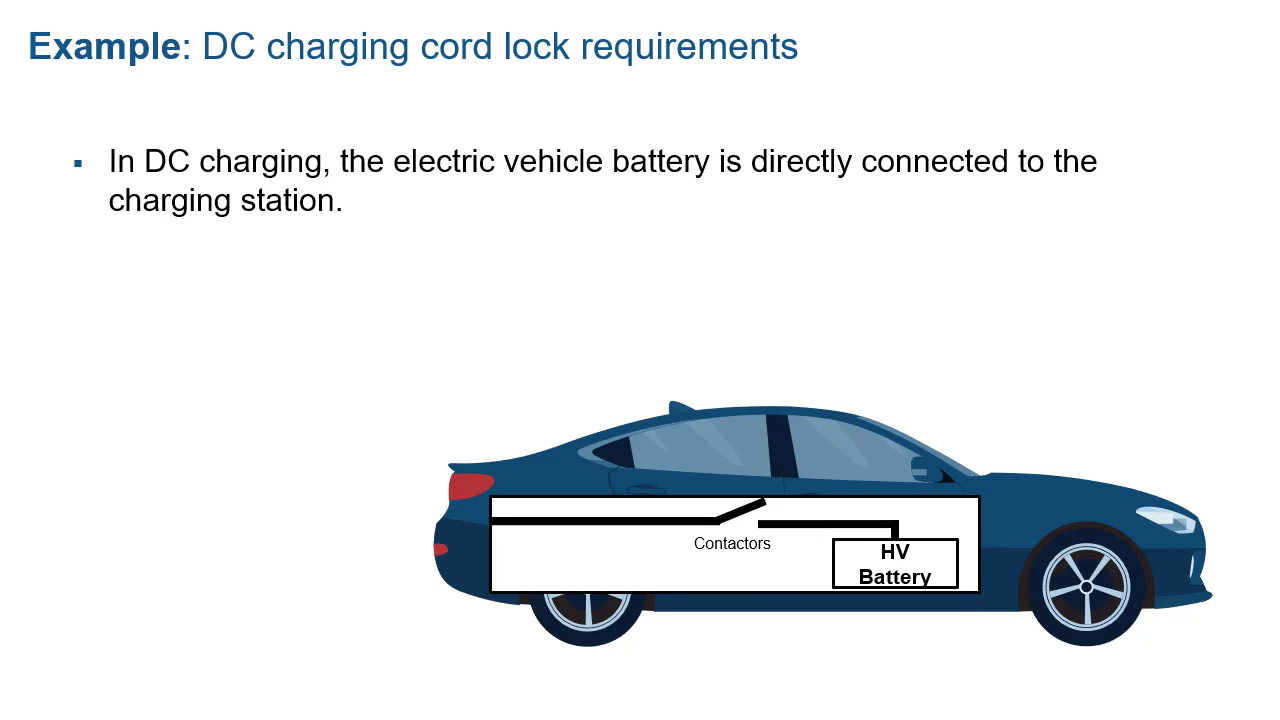 Example: DC charging cord lock requirements
In DC charging, the electric vehicle battery is directly connected to the
charging station.
Contactors
HV
Battery